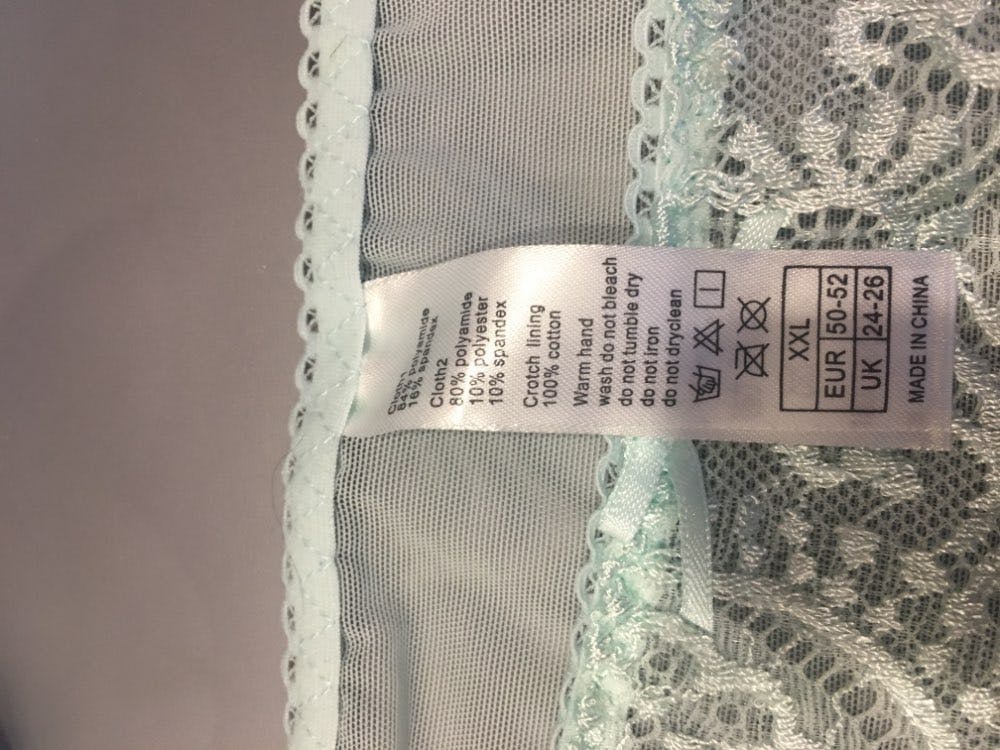 Cloth1
84% polyamide
16% spandex
Cloth2
80% polyamide
10% polyester
10% spandex
Crotch lining
100% cotton
Warm hand
wash do not bleach
do not tumble dry
do not iron
do not dryclean
XXL
EUR 50-52
UK 24-26
MADE IN CHINA